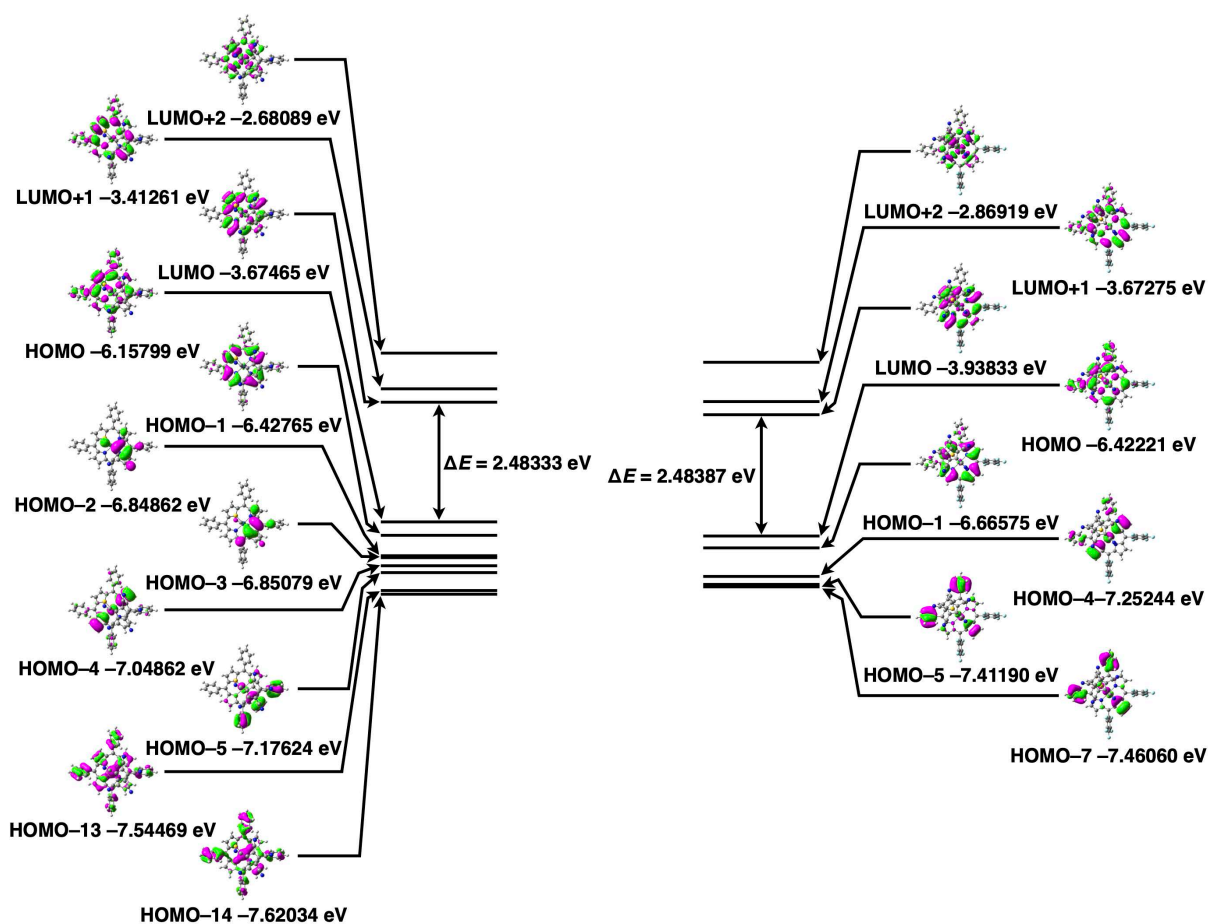 LUMO+2 –2.68089 eV
LUMO+1 –3.41261 eV
LUMO –3.67465 eV
HOMO –6.15799 eV
HOMO–1 –6.42765 eV
HOMO–2 –6.84862 eV
HOMO–3 –6.85079 eV
HOMO–4 –7.04862 eV
HOMO–5 –7.17624 eV
HOMO–13 –7.54469 eV
HOMO–14 –7.62034 eV
ΔE = 2.48333 eV
LUMO+2 –2.86919 eV
LUMO+1 –3.67275 eV
LUMO –3.93833 eV
HOMO –6.42221 eV
HOMO–1 –6.66575 eV
HOMO–4–7.25244 eV
HOMO–5 –7.41190 eV
HOMO–7 –7.46060 eV
ΔE = 2.48387 eV